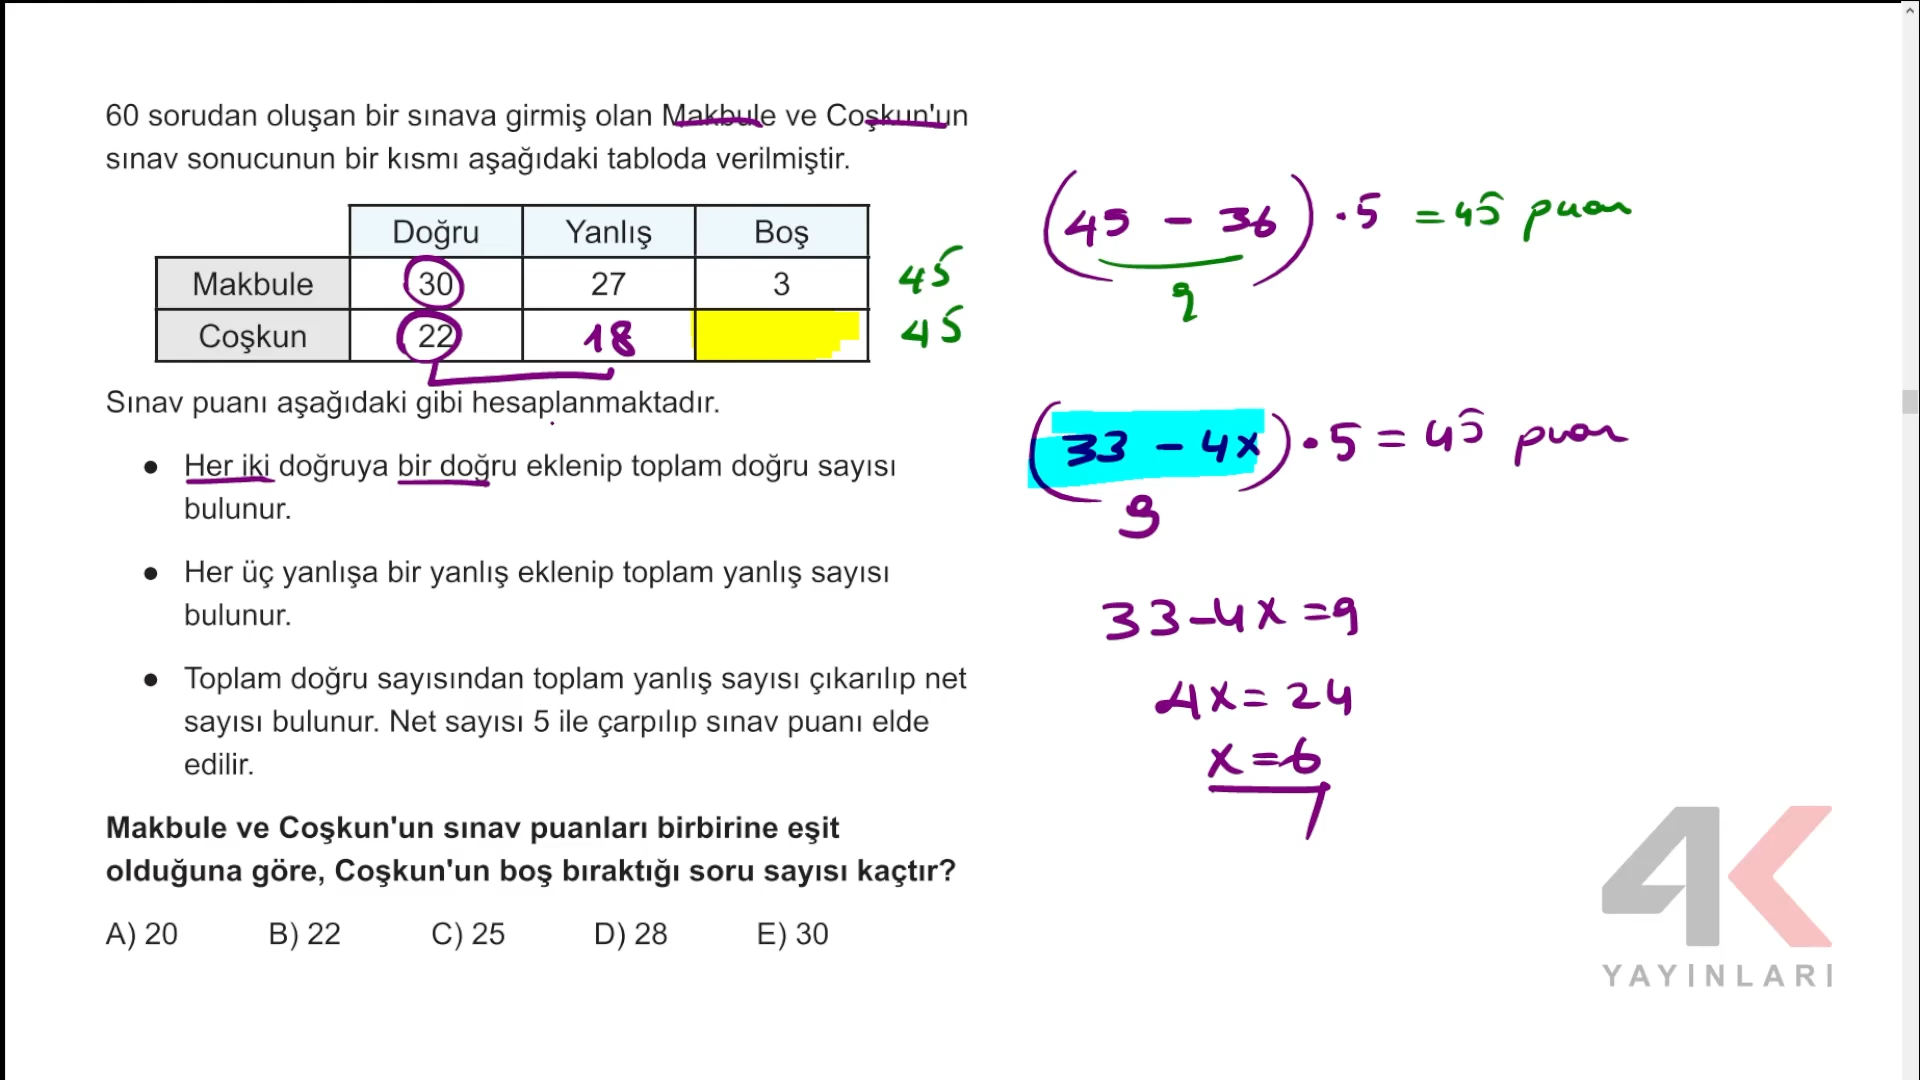 60 sorudan oluşan bir sınava girmiş olan Makbule ve Coşkun'un
sınav sonucunun bir kısmı aşağıdaki tabloda verilmiştir.
Doğru Yanlış Boş
Makbule 30 27 3 45
Coşkun 22 18 45
Sınav puanı aşağıdaki gibi hesaplanmaktadır.
● Her iki doğruya bir doğru eklenip toplam doğru sayısı
bulunur.
● Her üç yanlışa bir yanlış eklenip toplam yanlış sayısı
bulunur.
● Toplam doğru sayısından toplam yanlış sayısı çıkarılıp net
sayısı bulunur. Net sayısı 5 ile çarpılıp sınav puanı elde
edilir.
Makbule ve Coşkun'un sınav puanları birbirine eşit
olduğuna göre, Coşkun'un boş bıraktığı soru sayısı kaçtır?
A) 20 B) 22 C) 25 D) 28 E) 30
(45 - 36) . 5 = 45 puan
9
(33 - 4x) . 5 = 45 puan
9
33-4x=9
4x=24
x=6
4K
YAYINLARI